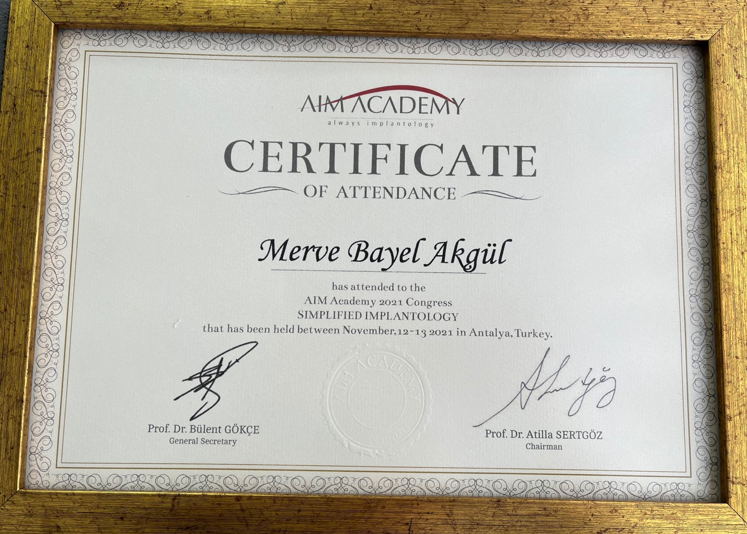 AIM ACADEMY
always implantology
CERTIFICATE
OF ATTENDANCE
Merve Bayel Akgül
has attended to the
AIM Academy 2021 Congress
SIMPLIFIED IMPLANTOLOGY
that has been held between November,12-13 2021 in Antalya,Turkey.
AIM ACADEMY
Prof. Dr. Bülent GÖKÇE
General Secretary
Prof. Dr. Atilla SERTGÖZ
Chairman